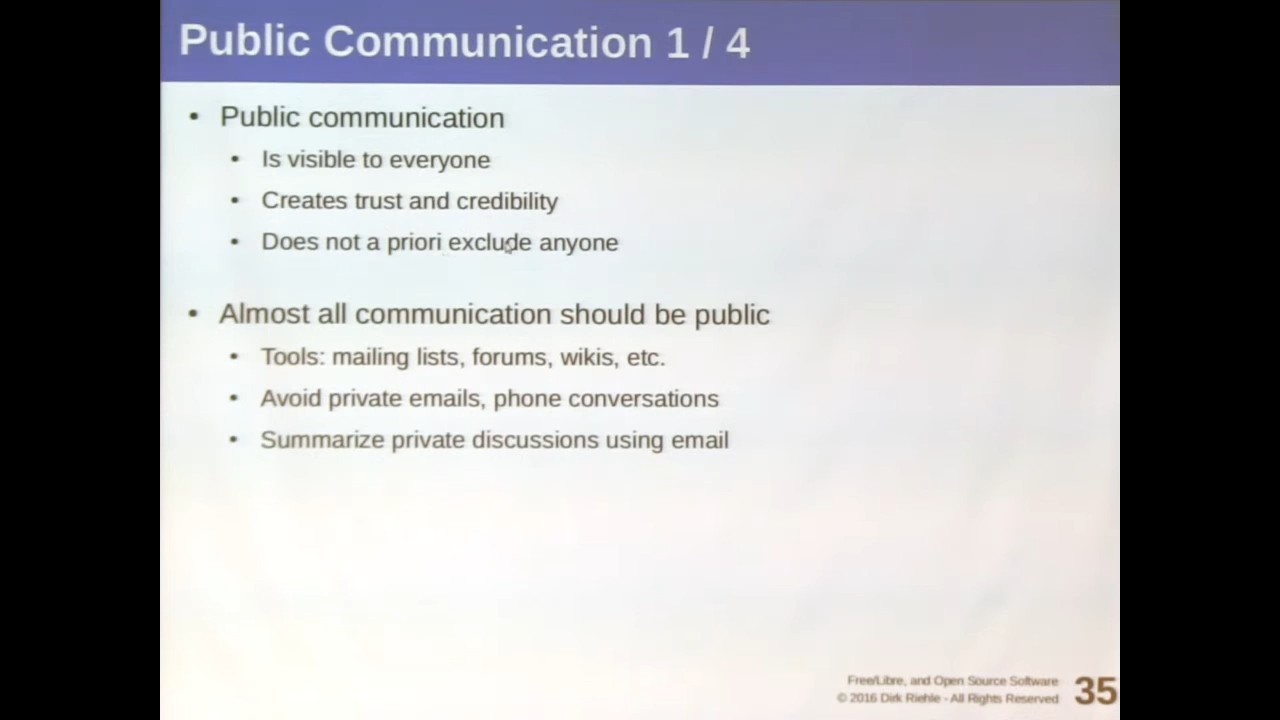 Public Communication 1 / 4
• Public communication
• Is visible to everyone
• Creates trust and credibility
• Does not a priori exclude anyone
• Almost all communication should be public
• Tools: mailing lists, forums, wikis, etc.
• Avoid private emails, phone conversations
• Summarize private discussions using email
Free/Libre, and Open Source Software
© 2016 Dirk Riehle - All Rights Reserved
35